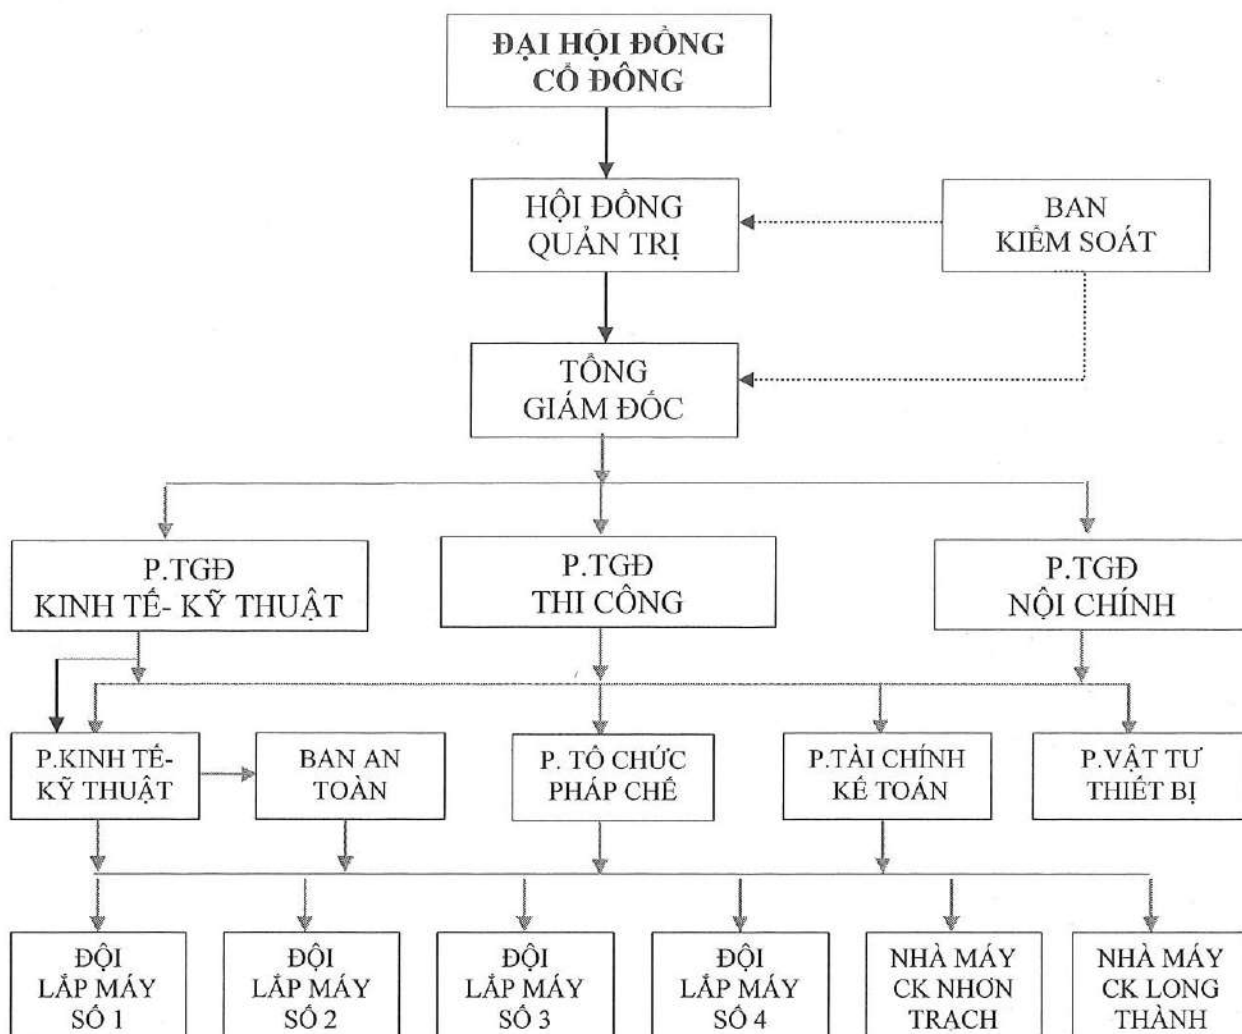 ĐẠI HỘI ĐỒNG
CỔ ĐÔNG
HỘI ĐỒNG
QUẢN TRỊ
BAN
KIỂM SOÁT
TỔNG
GIÁM ĐỐC
P.TGĐ
KINH TẾ- KỸ THUẬT
P.TGĐ
THI CÔNG
P.TGĐ
NỘI CHÍNH
P.KINH TẾ-
KỸ THUẬT
BAN AN
TOÀN
P. TỔ CHỨC
PHÁP CHẾ
P.TÀI CHÍNH
KẾ TOÁN
P.VẬT TƯ
THIẾT BỊ
ĐỘI
LẮP MÁY
SỐ 1
ĐỘI
LẮP MÁY
SỐ 2
ĐỘI
LẮP MÁY
SỐ 3
ĐỘI
LẮP MÁY
SỐ 4
NHÀ MÁY
CK NHƠN
TRẠCH
NHÀ MÁY
CK LONG
THÀNH